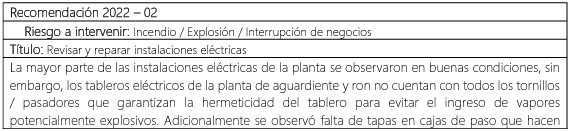 Recomendación 2022 – 02
Riesgo a intervenir: Incendio / Explosión / Interrupción de negocios
Título: Revisar y reparar instalaciones eléctricas
La mayor parte de las instalaciones eléctricas de la planta se observaron en buenas condiciones, sin
embargo, los tableros eléctricos de la planta de aguardiente y ron no cuentan con todos los tornillos
/ pasadores que garantizan la hermeticidad del tablero para evitar el ingreso de vapores
potencialmente explosivos. Adicionalmente se observó falta de tapas en cajas de paso que hacen